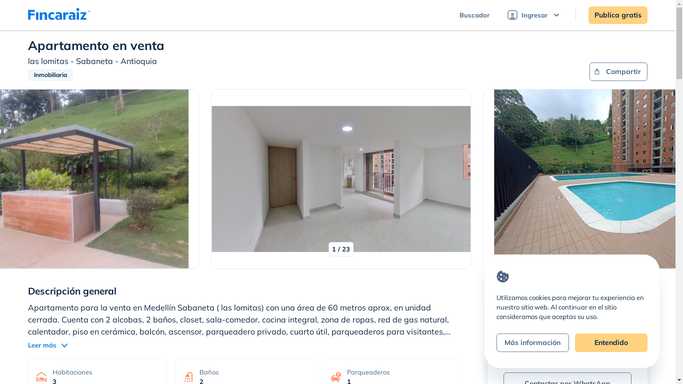 Fincaraiz
Buscador
Ingresar
Publica gratis
Apartamento en venta
las lomitas - Sabaneta - Antioquia
Inmobiliaria
Compartir
1 / 23
Descripción general
Apartamento para la venta en Medellín Sabaneta ( las lomitas) con una área de 60 metros aprox, en unidad
cerrada. Cuenta con 2 alcobas, 2 baños, closet, sala-comedor, cocina integral, zona de ropas, red de gas natural,
calentador, piso en cerámica, balcón, ascensor, parqueadero privado, cuarto útil, parqueaderos para visitantes,...
Leer más
Habitaciones
3
Baños
2
Parqueaderos
1
Utilizamos cookies para mejorar tu experiencia en
nuestro sitio web. Al continuar en el sitio
consideramos que aceptas su uso.
Más información
Entendido
Contactar por WhatsApp